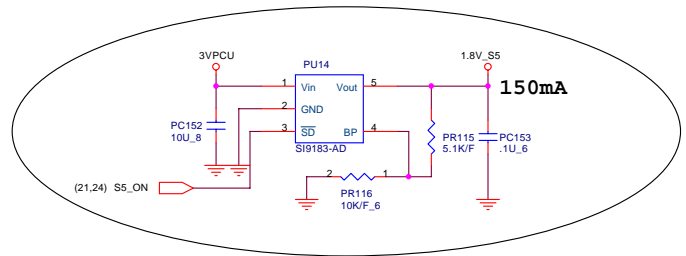 3VPCU
PU14
1.8V_S5
1 Vin Vout 5
150mA
2 GND
3 SD BP 4
PC152
10U_8
SI9183-AD
PR115
5.1K/F
PC153
.1U_6
(21,24) S5_ON
2 1
PR116
10K/F_6